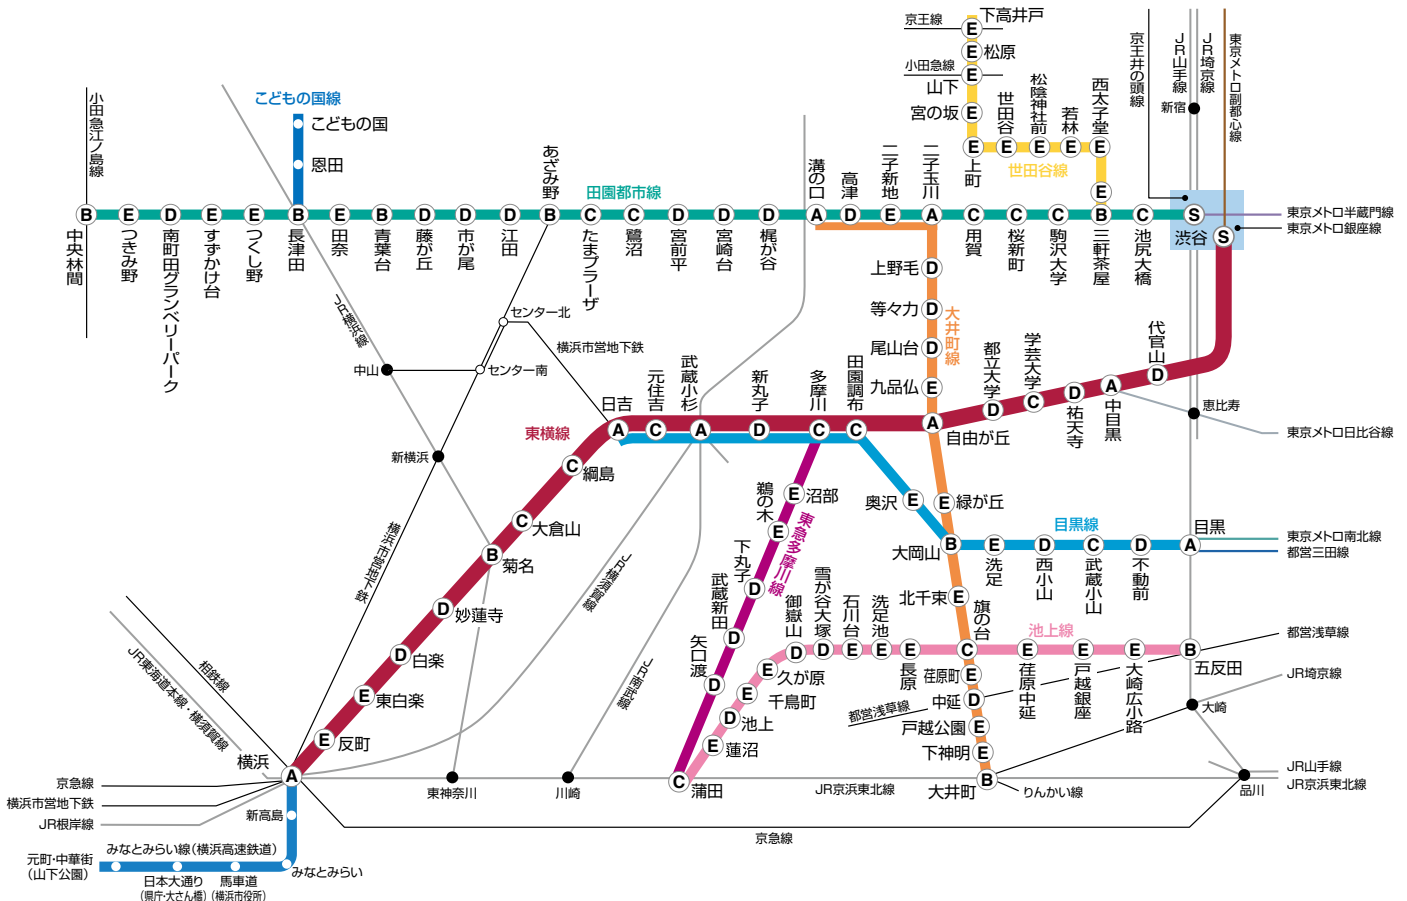 京王線
E 下高井戸
E 松原
小田急線
E 山下
E 宮の坂
E 上町
E 世田谷
E 松陰神社前
E 若林
E 西太子堂
E
世田谷線
京王井の頭線
JR山手線
JR埼京線
東京メトロ副都心線
新宿
小田急江ノ島線
こどもの国線
こどもの国
恩田
田園都市線
B 中央林間
E つきみ野
D 南町田グランベリーパーク
E すずかけ台
E つくし野
B 長津田
E 田奈
B 青葉台
D 藤が丘
D 市が尾
D 江田
B あざみ野
C たまプラーザ
C 鷺沼
D 宮前平
D 宮崎台
D 梶が谷
A 溝の口
D 高津
E 二子新地
A 二子玉川
C 用賀
C 桜新町
C 駒沢大学
B 三軒茶屋
C 池尻大橋
S
渋谷 S
東京メトロ半蔵門線
東京メトロ銀座線
D 上野毛
D 等々力
D 尾山台
E 九品仏
大井町線
JR横浜線
中山
センター北
センター南
横浜市営地下鉄
新横浜
横浜市営地下鉄
東横線
A 日吉
C 元住吉
A 武蔵小杉
D 新丸子
C 多摩川
C 田園調布
A 自由が丘
D 都立大学
C 学芸大学
D 祐天寺
A 中目黒
D 代官山
恵比寿
東京メトロ日比谷線
C 綱島
C 大倉山
B 菊名
D 妙蓮寺
D 白楽
E 東白楽
E 反町
A 横浜
E 奥沢
E 緑が丘
B 大岡山
目黒線
E 洗足
D 西小山
C 武蔵小山
D 不動前
A 目黒
東京メトロ南北線
都営三田線
E 沼部
E 鵜の木
D 下丸子
D 武蔵新田
D 矢口渡
東急多摩川線
E 北千束
C 旗の台
E 荏原町
D 中延
E 戸越公園
E 下神明
B 大井町
池上線
C 蒲田
E 蓮沼
D 池上
E 千鳥町
E 久が原
D 御嶽山
D 雪が谷大塚
E 石川台
E 洗足池
E 長原
E 荏原中延
E 戸越銀座
E 大崎広小路
B 五反田
都営浅草線
都営浅草線
JR埼京線
大崎
JR山手線
JR京浜東北線
品川
りんかい線
JR京浜東北線
京急線
JR横須賀線
JR南武線
東神奈川
川崎
相鉄線
JR東海道本線・横須賀線
京急線
横浜市営地下鉄
JR根岸線
新高島
みなとみらい線(横浜高速鉄道)
みなとみらい
馬車道
(横浜市役所)
日本大通り
(県庁・大さん橋)
元町・中華街
(山下公園)